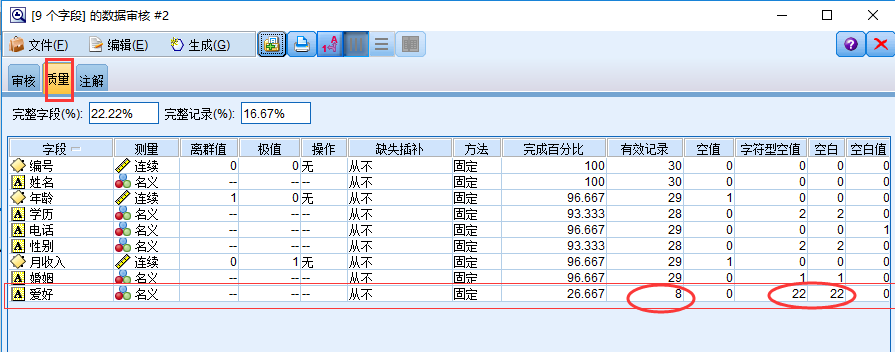 [9 个字段] 的数据审核 #2
文件(F) 编辑(E) 生成(G)
审核 质量 注解
完整字段(%): 22.22% 完整记录(%): 16.67%
字段 测量 离群值 极值 操作 缺失插补 方法 完成百分比 有效记录 空值 字符型空值 空白 空白值
编号 连续 0 0 无 从不 固定 100 30 0 0 0 0
A 姓名 名义 -- -- -- 从不 固定 100 30 0 0 0 0
年龄 连续 1 0 无 从不 固定 96.667 29 1 0 0 0
A 学历 名义 -- -- -- 从不 固定 93.333 28 0 2 2 0
A 电话 名义 -- -- -- 从不 固定 96.667 29 0 0 0 1
A 性别 名义 -- -- -- 从不 固定 93.333 28 0 2 2 0
月收入 连续 0 1 无 从不 固定 96.667 29 1 0 0 0
A 婚姻 名义 -- -- -- 从不 固定 96.667 29 0 1 1 0
A 爱好 名义 -- -- -- 从不 固定 26.667 8 0 22 22 0